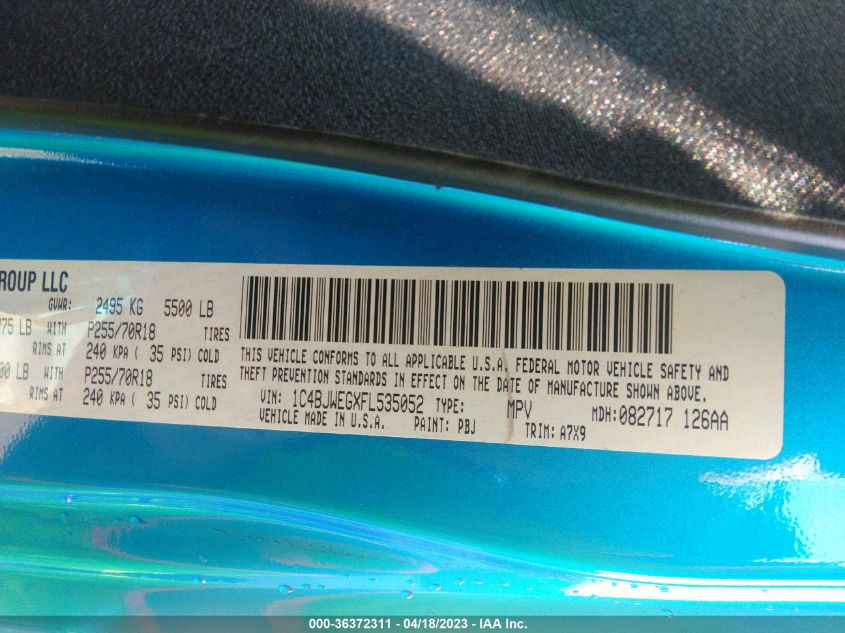 ROUP LLC
GVWR: 2495 KG 5500 LB
75 LB WITH P255/70R18 TIRES
RIMS AT 240 KPA ( 35 PSI) COLD
00 LB WITH P255/70R18 TIRES
RIMS AT 240 KPA ( 35 PSI) COLD
THIS VEHICLE CONFORMS TO ALL APPLICABLE U.S.A. FEDERAL MOTOR VEHICLE SAFETY AND
THEFT PREVENTION STANDARDS IN EFFECT ON THE DATE OF MANUFACTURE SHOWN ABOVE.
VIN: 1C4BJWEGXFL535052 TYPE: MPV MDH:082717 126AA
VEHICLE MADE IN U.S.A. PAINT: PBJ TRIM: A7X9
000-36372311 - 04/18/2023 - IAA Inc.